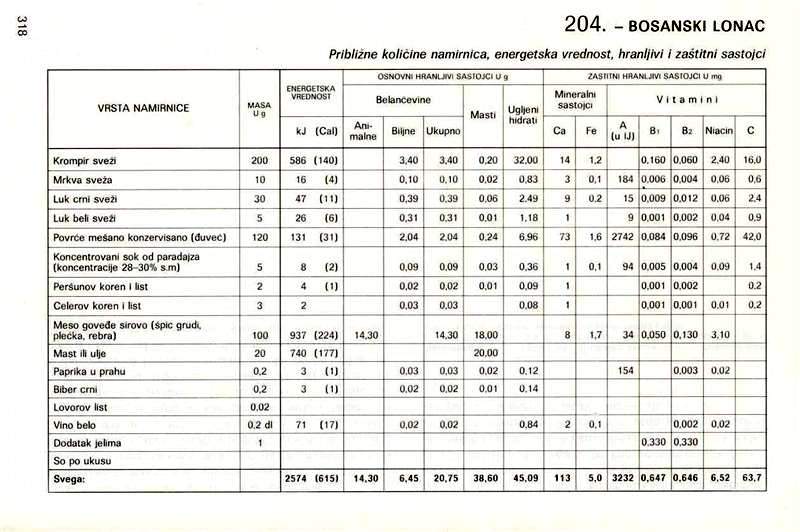 318
204. – BOSANSKI LONAC
Približne količine namirnica, energetska vrednost, hranljivi i zaštitni sastojci
VRSTA NAMIRNICE MASA U g ENERGETSKA VREDNOST OSNOVNI HRANLJIVI SASTOJCI U g ZAŠTITNI HRANLJIVI SASTOJCI U mg
Belančevine Masti Ugljeni hidrati Mineralni sastojci Vitamini
kJ (Cal) Ani-malne Biljne Ukupno Ca Fe A (u IJ) B1 B2 Niacin C
Krompir sveži 200 586 (140) 3,40 3,40 0,20 32,00 14 1,2 0,160 0,060 2,40 16,0
Mrkva sveža 10 16 (4) 0,10 0,10 0,02 0,83 3 0,1 184 0,006 0,004 0,06 0,6
Luk crni sveži 30 47 (11) 0,39 0,39 0,06 2,49 9 0,2 15 0,009 0,012 0,06 2,4
Luk beli sveži 5 26 (6) 0,31 0,31 0,01 1,18 1 9 0,001 0,002 0,04 0,9
Povrće mešano konzervisano (đuveč) 120 131 (31) 2,04 2,04 0,24 6,96 73 1,6 2742 0,084 0,096 0,72 42,0
Koncentrovani sok od paradajza
(koncentracije 28–30% s.m) 5 8 (2) 0,09 0,09 0,03 0,36 1 0,1 94 0,005 0,004 0,09 1,4
Peršunov koren i list 2 4 (1) 0,02 0,02 0,01 0,09 1 0,001 0,002 0,2
Celerov koren i list 3 2 0,03 0,03 0,08 1 0,001 0,001 0,01 0,2
Meso goveđe sirovo (špic grudi,
plećka, rebra) 100 937 (224) 14,30 14,30 18,00 8 1,7 34 0,050 0,130 3,10
Mast ili ulje 20 740 (177) 20,00
Paprika u prahu 0,2 3 (1) 0,03 0,03 0,02 0,12 154 0,003 0,02
Biber crni 0,2 3 (1) 0,02 0,02 0,01 0,14
Lovorov list 0,02
Vino belo 0,2 dl 71 (17) 0,02 0,02 0,84 2 0,1 0,002 0,02
Dodatak jelima 1 0,330 0,330
So po ukusu
Svega: 2574 (615) 14,30 6,45 20,75 38,60 45,09 113 5,0 3232 0,647 0,646 6,52 63,7